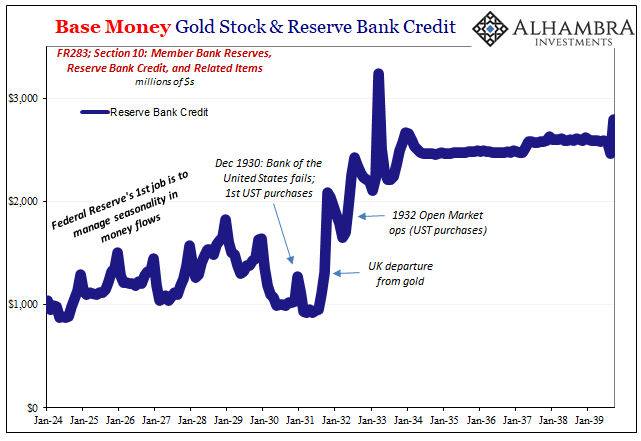 Base Money Gold Stock & Reserve Bank Credit
ALHAMBRA
INVESTMENTS
FR283; Section 10: Member Bank Reserves,
Reserve Bank Credit, and Related Items
millions of $s
$3,000
$2,000
$1,000
$0
Reserve Bank Credit
Federal Reserve's 1st job is to
manage seasonality in
money flows
Dec 1930: Bank of the
United States fails;
1st UST purchases
1932 Open Market
ops (UST purchases)
UK departure
from gold
Jan-24 Jan-25 Jan-26 Jan-27 Jan-28 Jan-29 Jan-30 Jan-31 Jan-32 Jan-33 Jan-34 Jan-35 Jan-36 Jan-37 Jan-38 Jan-39